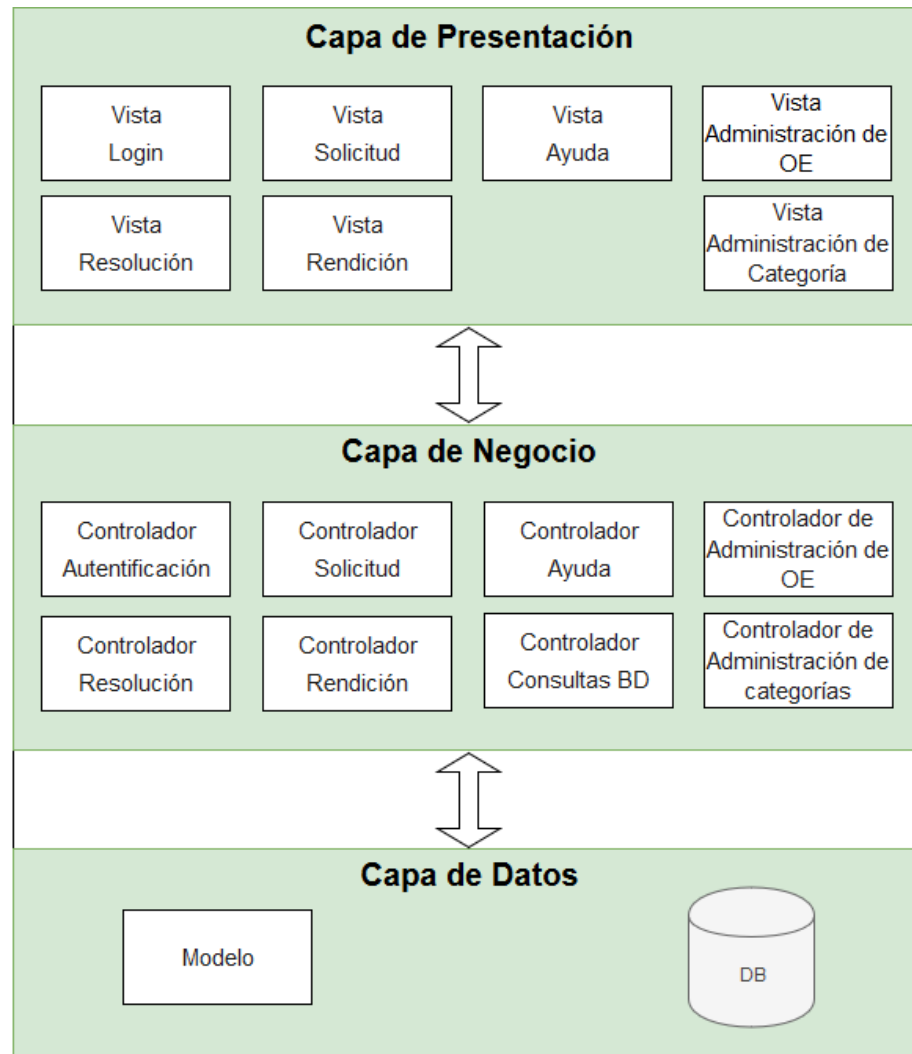 Capa de Presentación
Vista
Login
Vista
Solicitud
Vista
Ayuda
Vista
Administración de
OE
Vista
Resolución
Vista
Rendición
Vista
Administración de
Categoría
Capa de Negocio
Controlador
Autentificación
Controlador
Solicitud
Controlador
Ayuda
Controlador de
Administración de
OE
Controlador
Resolución
Controlador
Rendición
Controlador
Consultas BD
Controlador de
Administración de
categorías
Capa de Datos
Modelo
DB